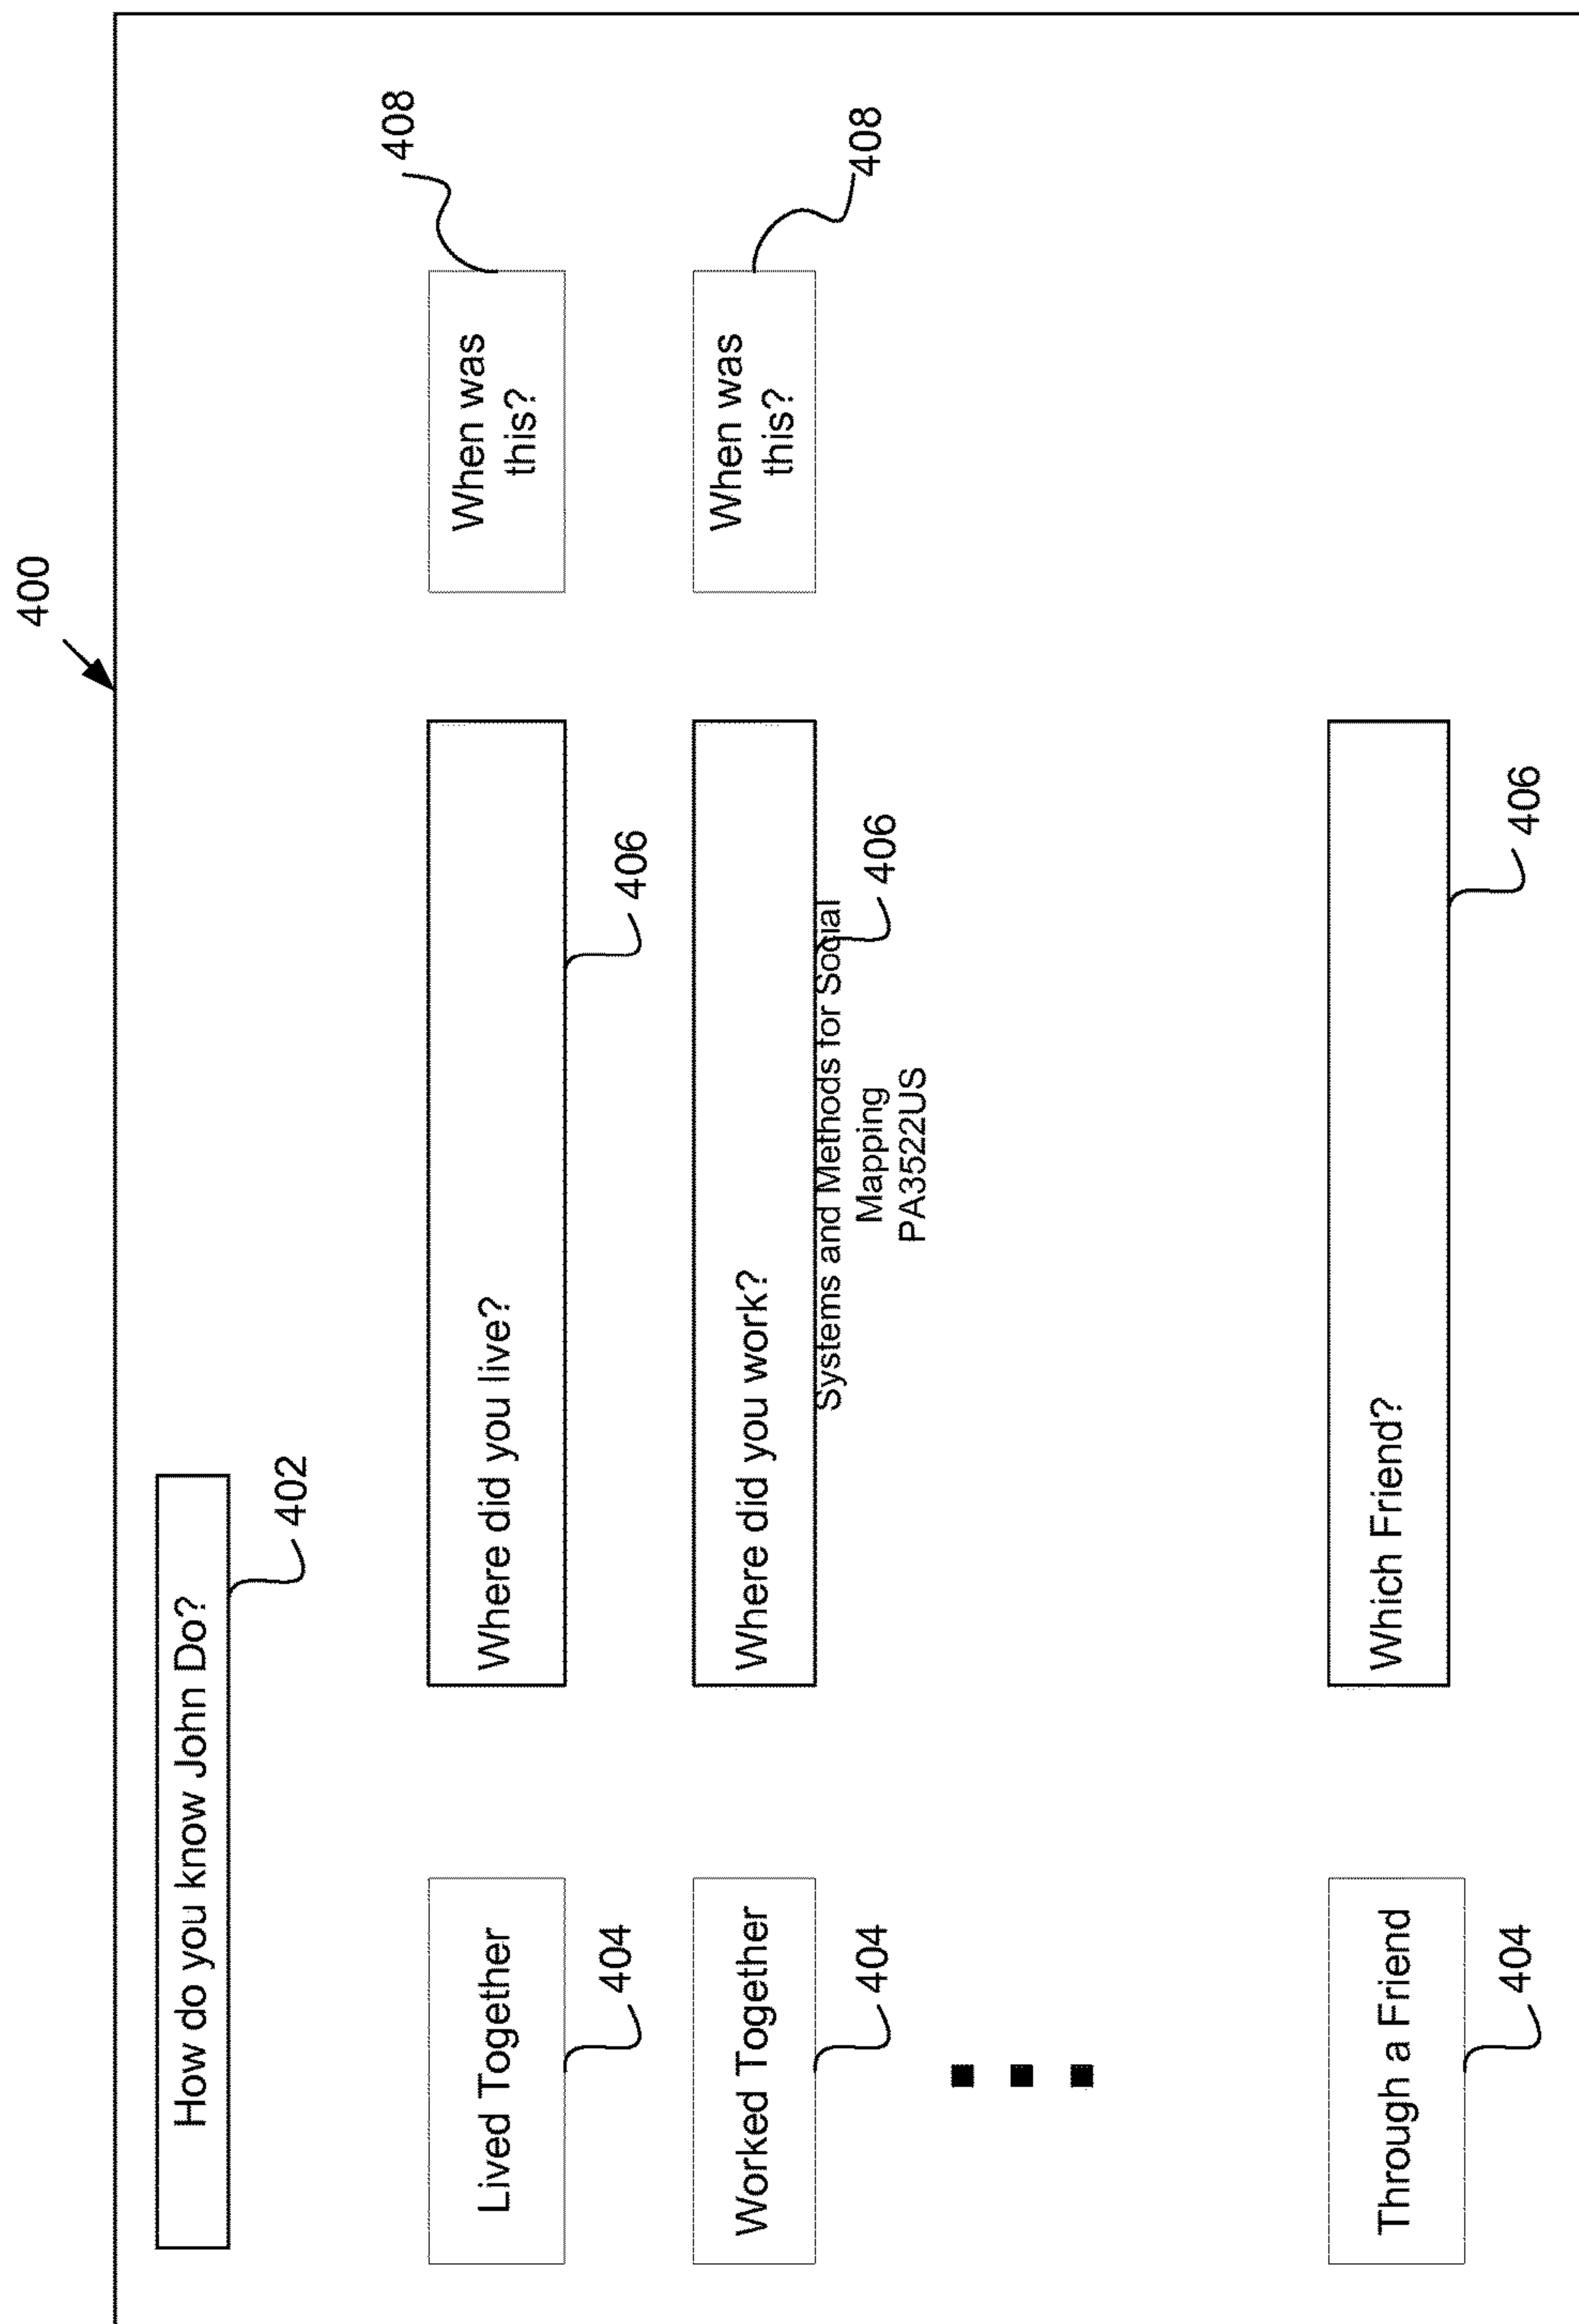 400
How do you know John Do?
402
Lived Together
404
Where did you live?
406
When was
this?
408
Worked Together
404
Where did you work?
406
When was
this?
408
Systems and Methods for Social
Mapping
PA3522US
Through a Friend
404
Which Friend?
406